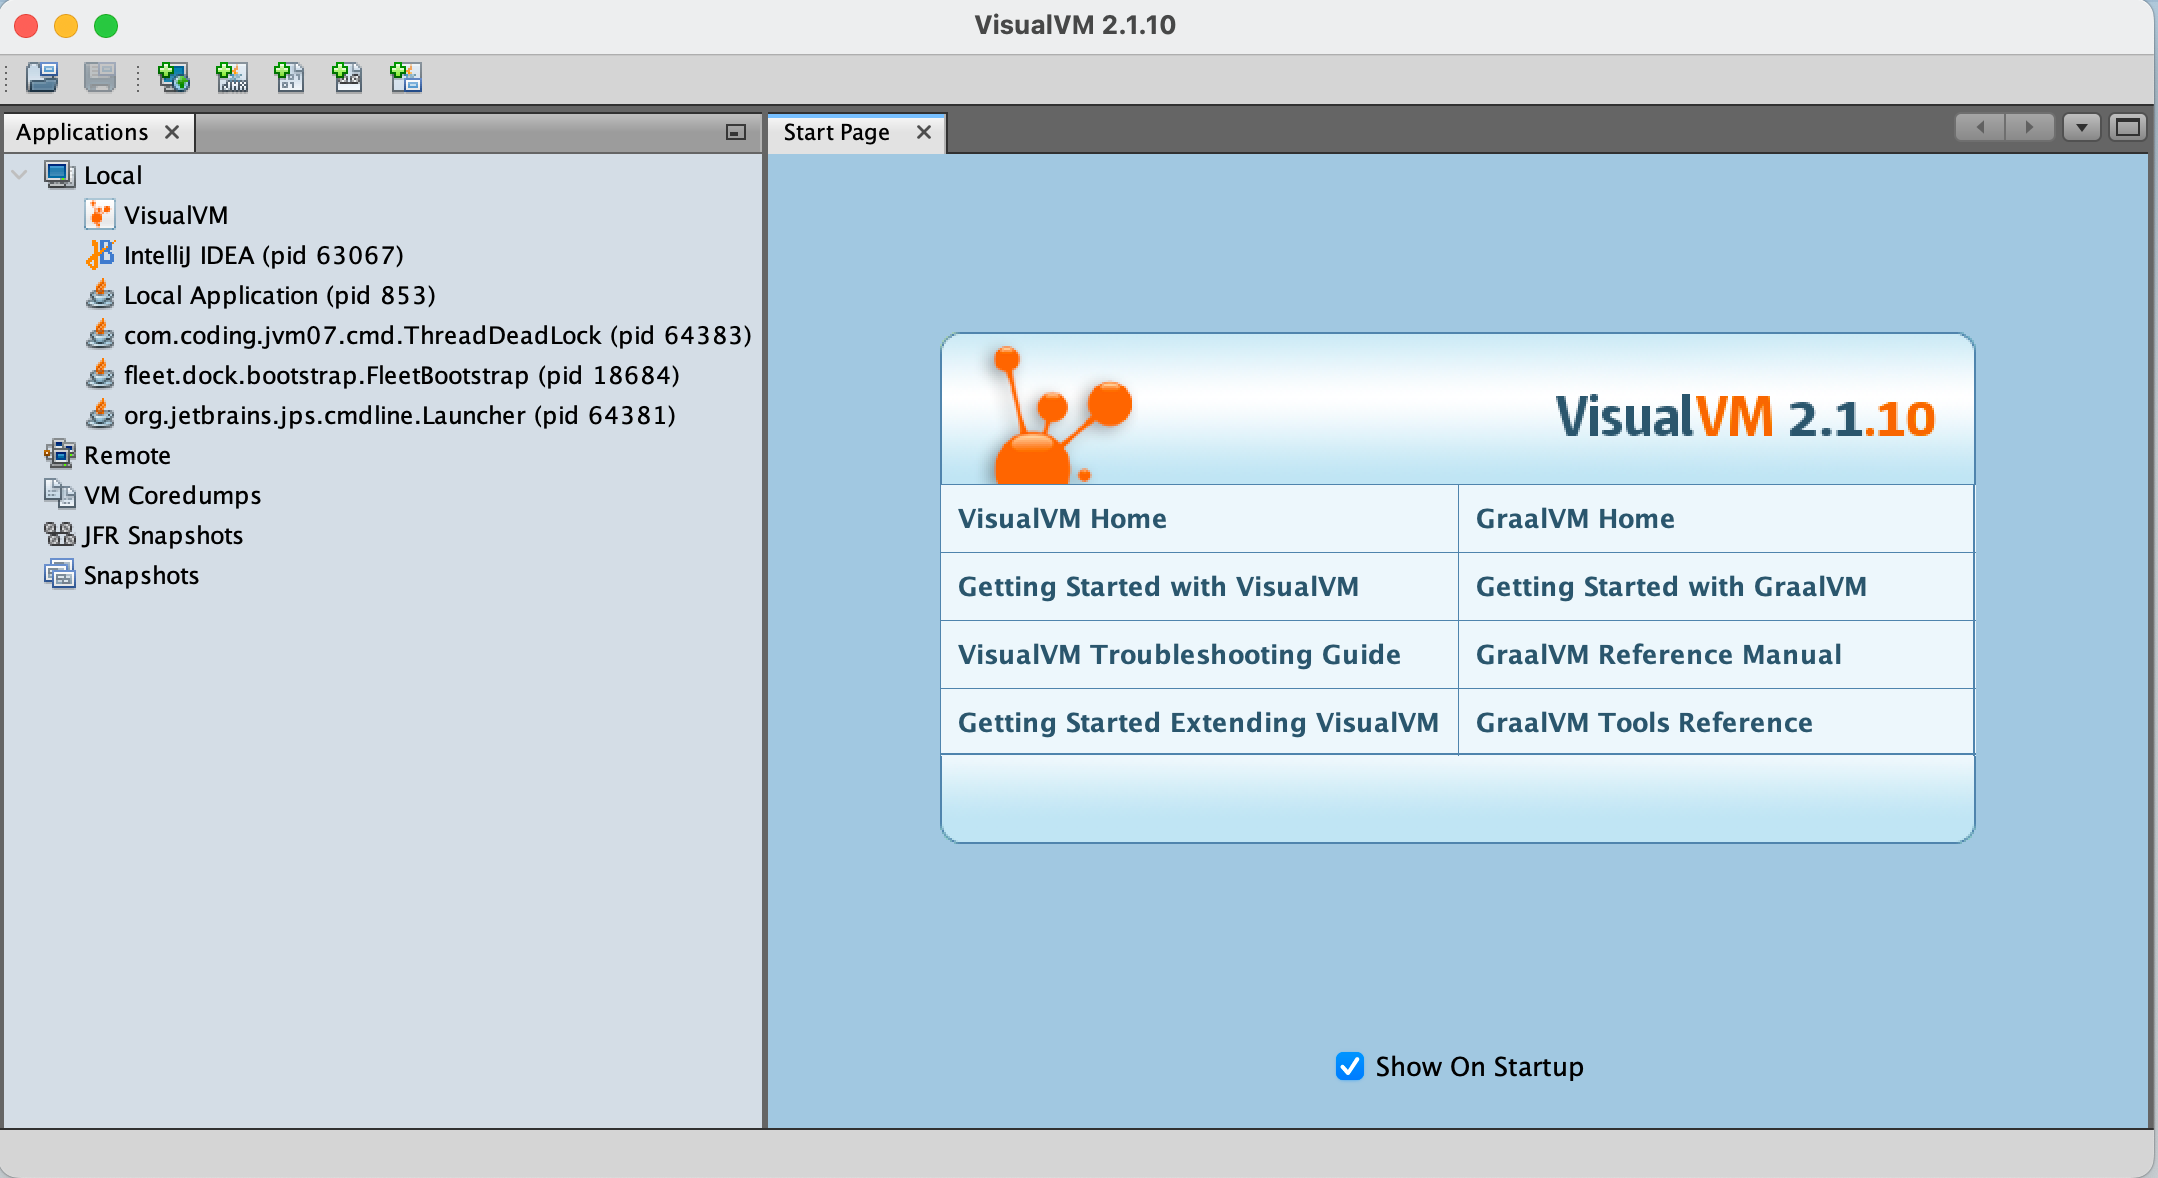 VisualVM 2.1.10
Applications
Start Page
Local
VisualVM
IntelliJ IDEA (pid 63067)
Local Application (pid 853)
com.coding.jvm07.cmd.ThreadDeadLock (pid 64383)
fleet.dock.bootstrap.FleetBootstrap (pid 18684)
org.jetbrains.jps.cmdline.Launcher (pid 64381)
Remote
VM Coredumps
JFR Snapshots
Snapshots
VisualVM 2.1.10
VisualVM Home
GraalVM Home
Getting Started with VisualVM
Getting Started with GraalVM
VisualVM Troubleshooting Guide
GraalVM Reference Manual
Getting Started Extending VisualVM
GraalVM Tools Reference
Show On Startup